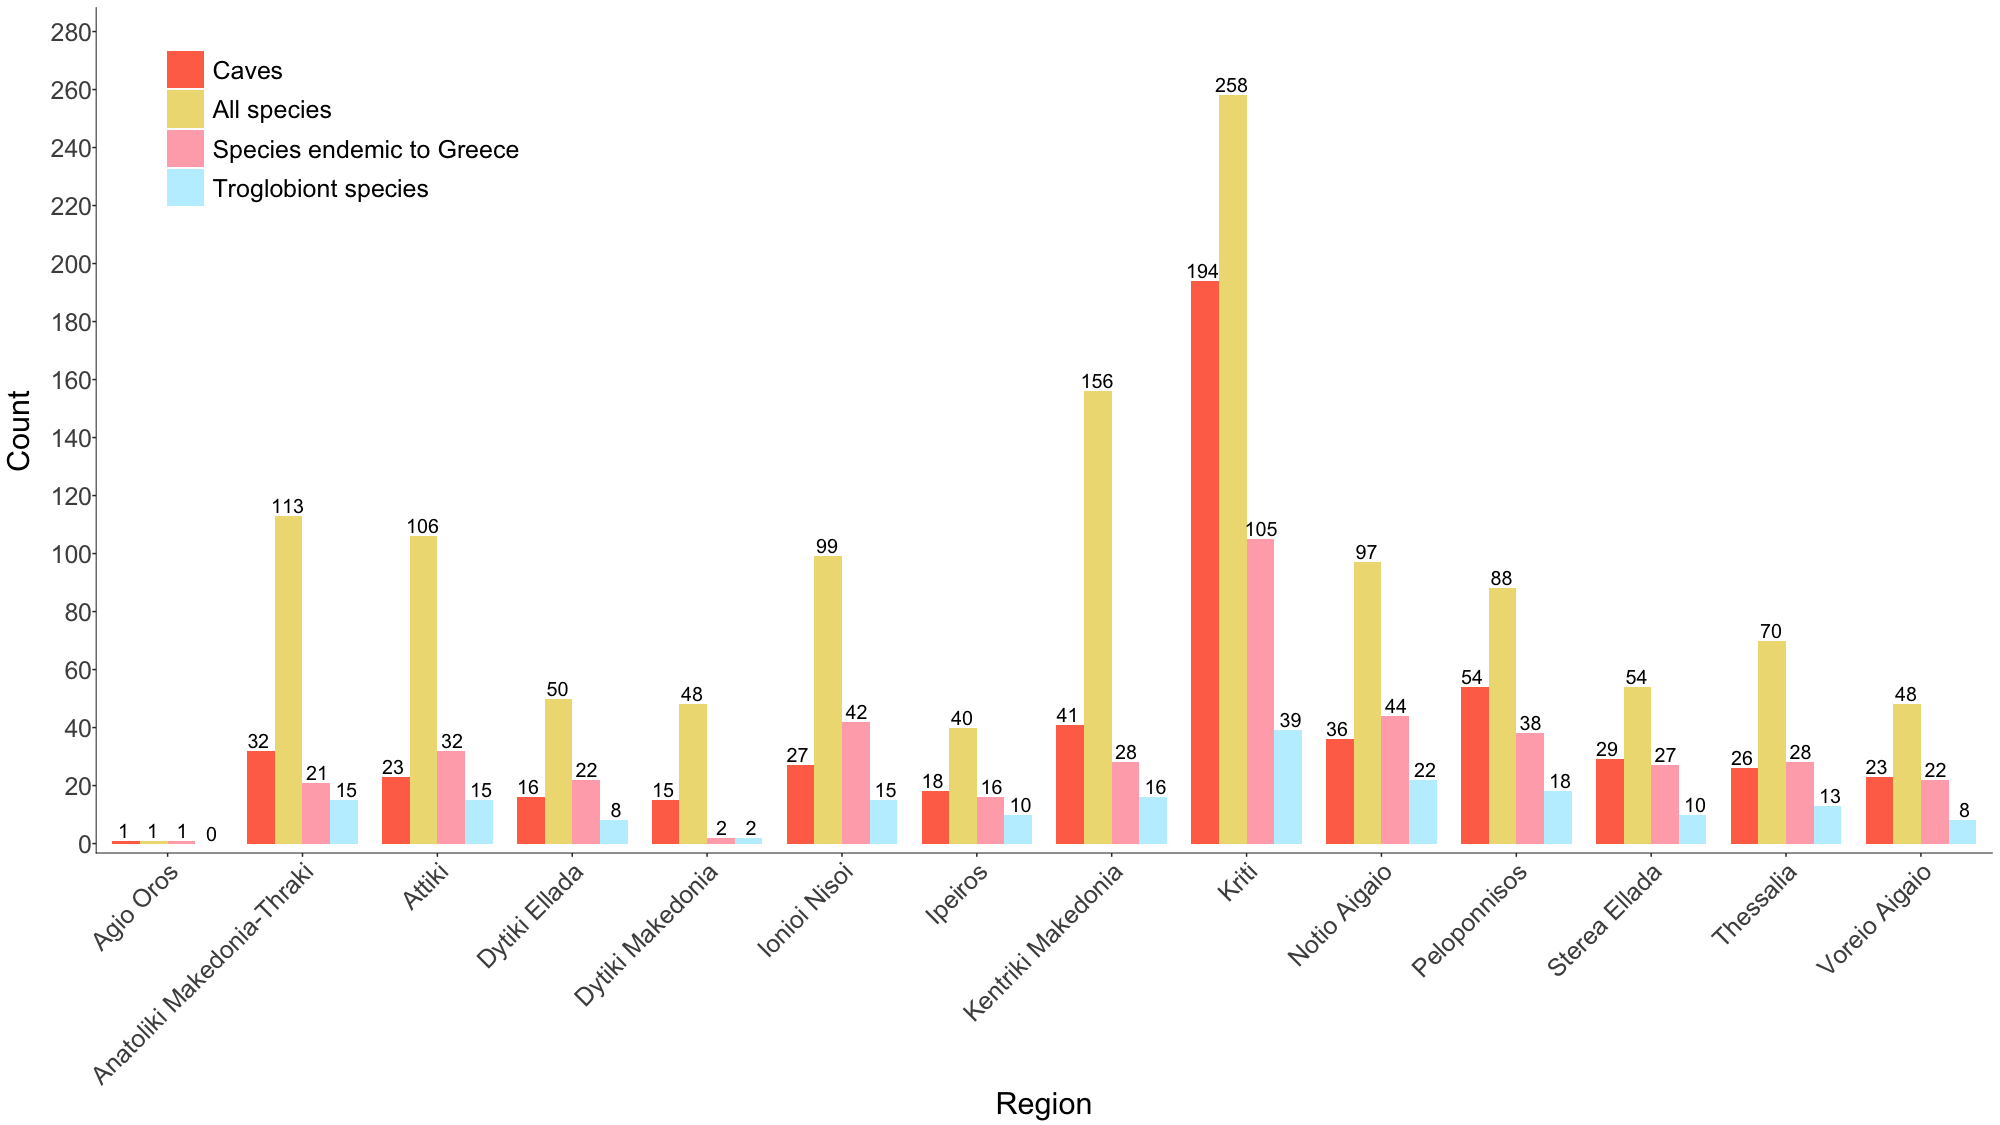 280
260
240
220
200
180
160
140
120
100
80
60
40
20
0
Count
Caves
All species
Species endemic to Greece
Troglobiont species
1 1 1 0
32 113 21 15
23 106 32 15
16 50 22 8
15 48 2 2
27 99 42 15
18 40 16 10
41 156 28 16
194 258 105 39
36 97 44 22
54 88 38 18
29 54 27 10
26 70 28 13
23 48 22 8
Agio Oros
Anatoliki Makedonia-Thraki
Attiki
Dytiki Ellada
Dytiki Makedonia
Ionioi Nisoi
Ipeiros
Kentriki Makedonia
Kriti
Notio Aigaio
Peloponnisos
Sterea Ellada
Thessalia
Voreio Aigaio
Region